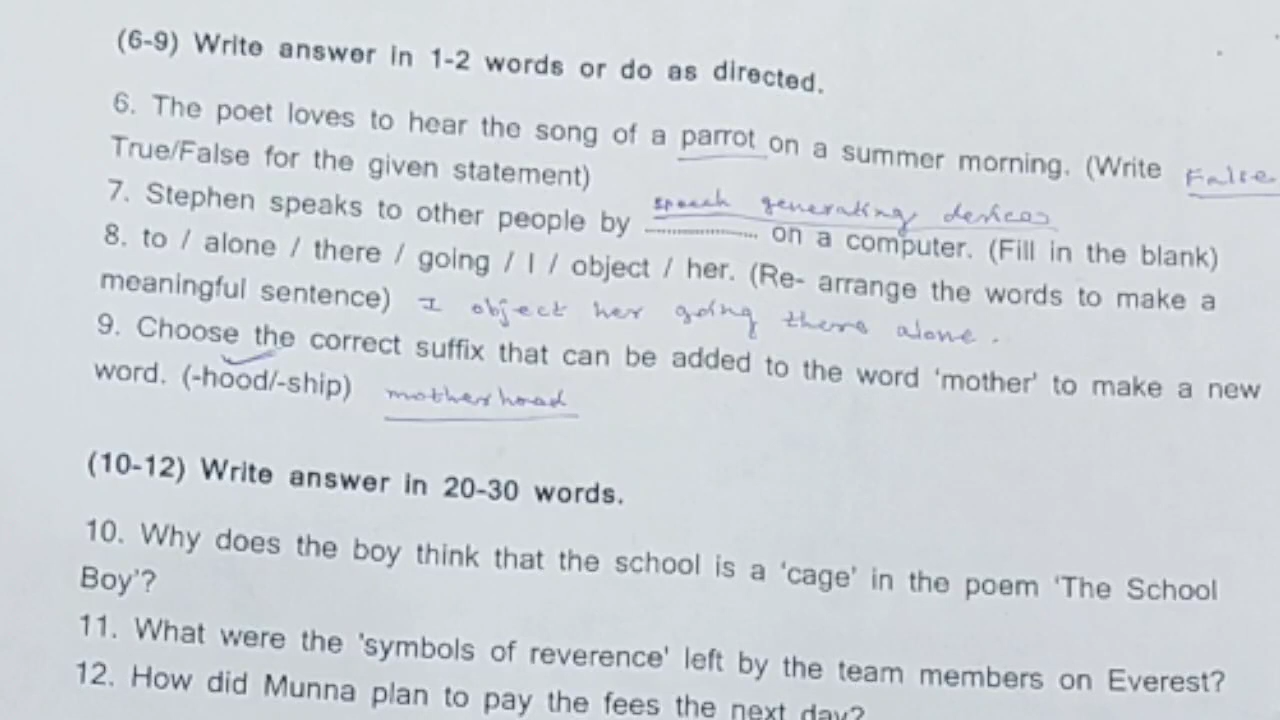 (6-9) Write answer in 1-2 words or do as directed.
6. The poet loves to hear the song of a parrot on a summer morning. (Write False
True/False for the given statement)
speech generating devices
7. Stephen speaks to other people by .................. on a computer. (Fill in the blank)
8. to / alone / there / going / I / object / her. (Re- arrange the words to make a
meaningful sentence) I object her going there alone.
9. Choose the correct suffix that can be added to the word 'mother' to make a new
word. (-hood/-ship) motherhood
(10-12) Write answer in 20-30 words.
10. Why does the boy think that the school is a 'cage' in the poem 'The School
Boy'?
11. What were the 'symbols of reverence' left by the team members on Everest?
12. How did Munna plan to pay the fees the next day?